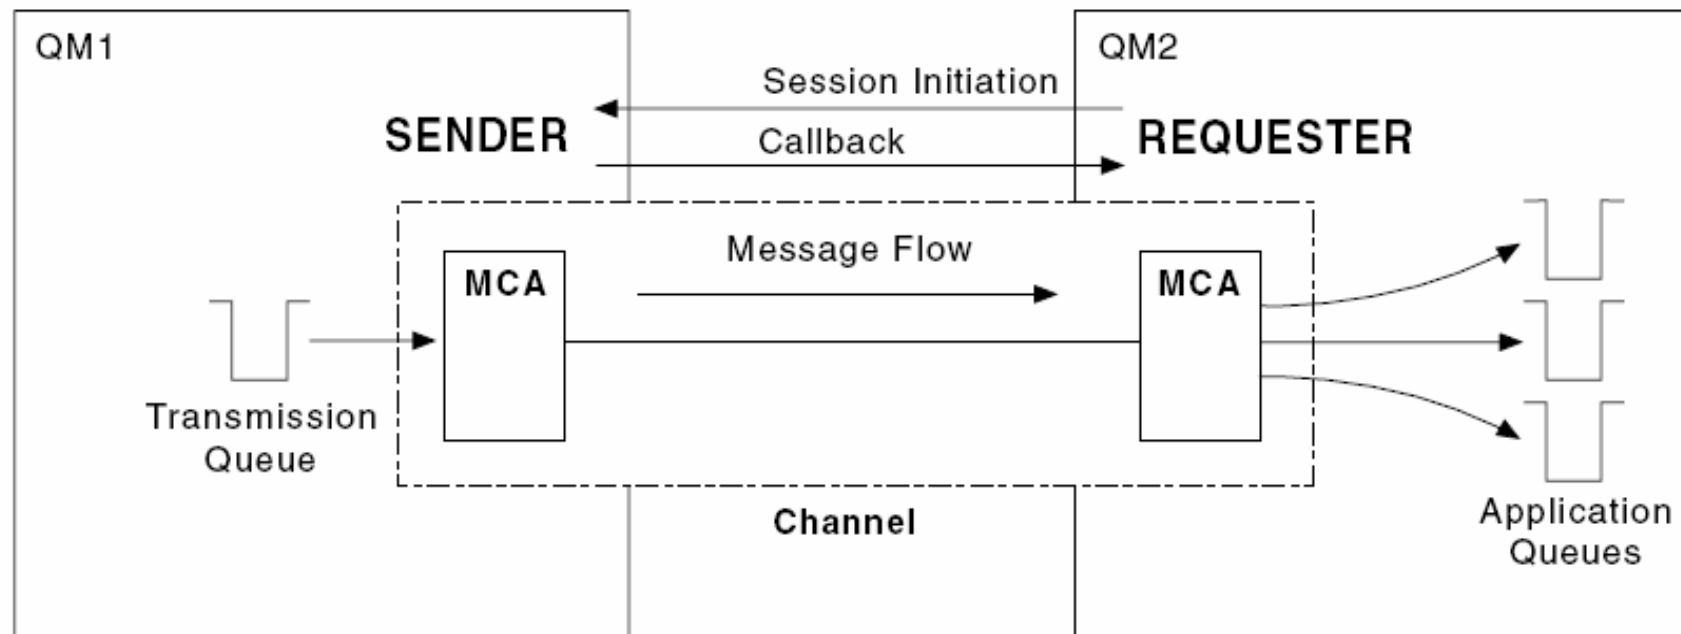 QM1
QM2
Session Initiation
SENDER
REQUESTER
Callback
Message Flow
MCA
MCA
Transmission
Queue
Channel
Application
Queues